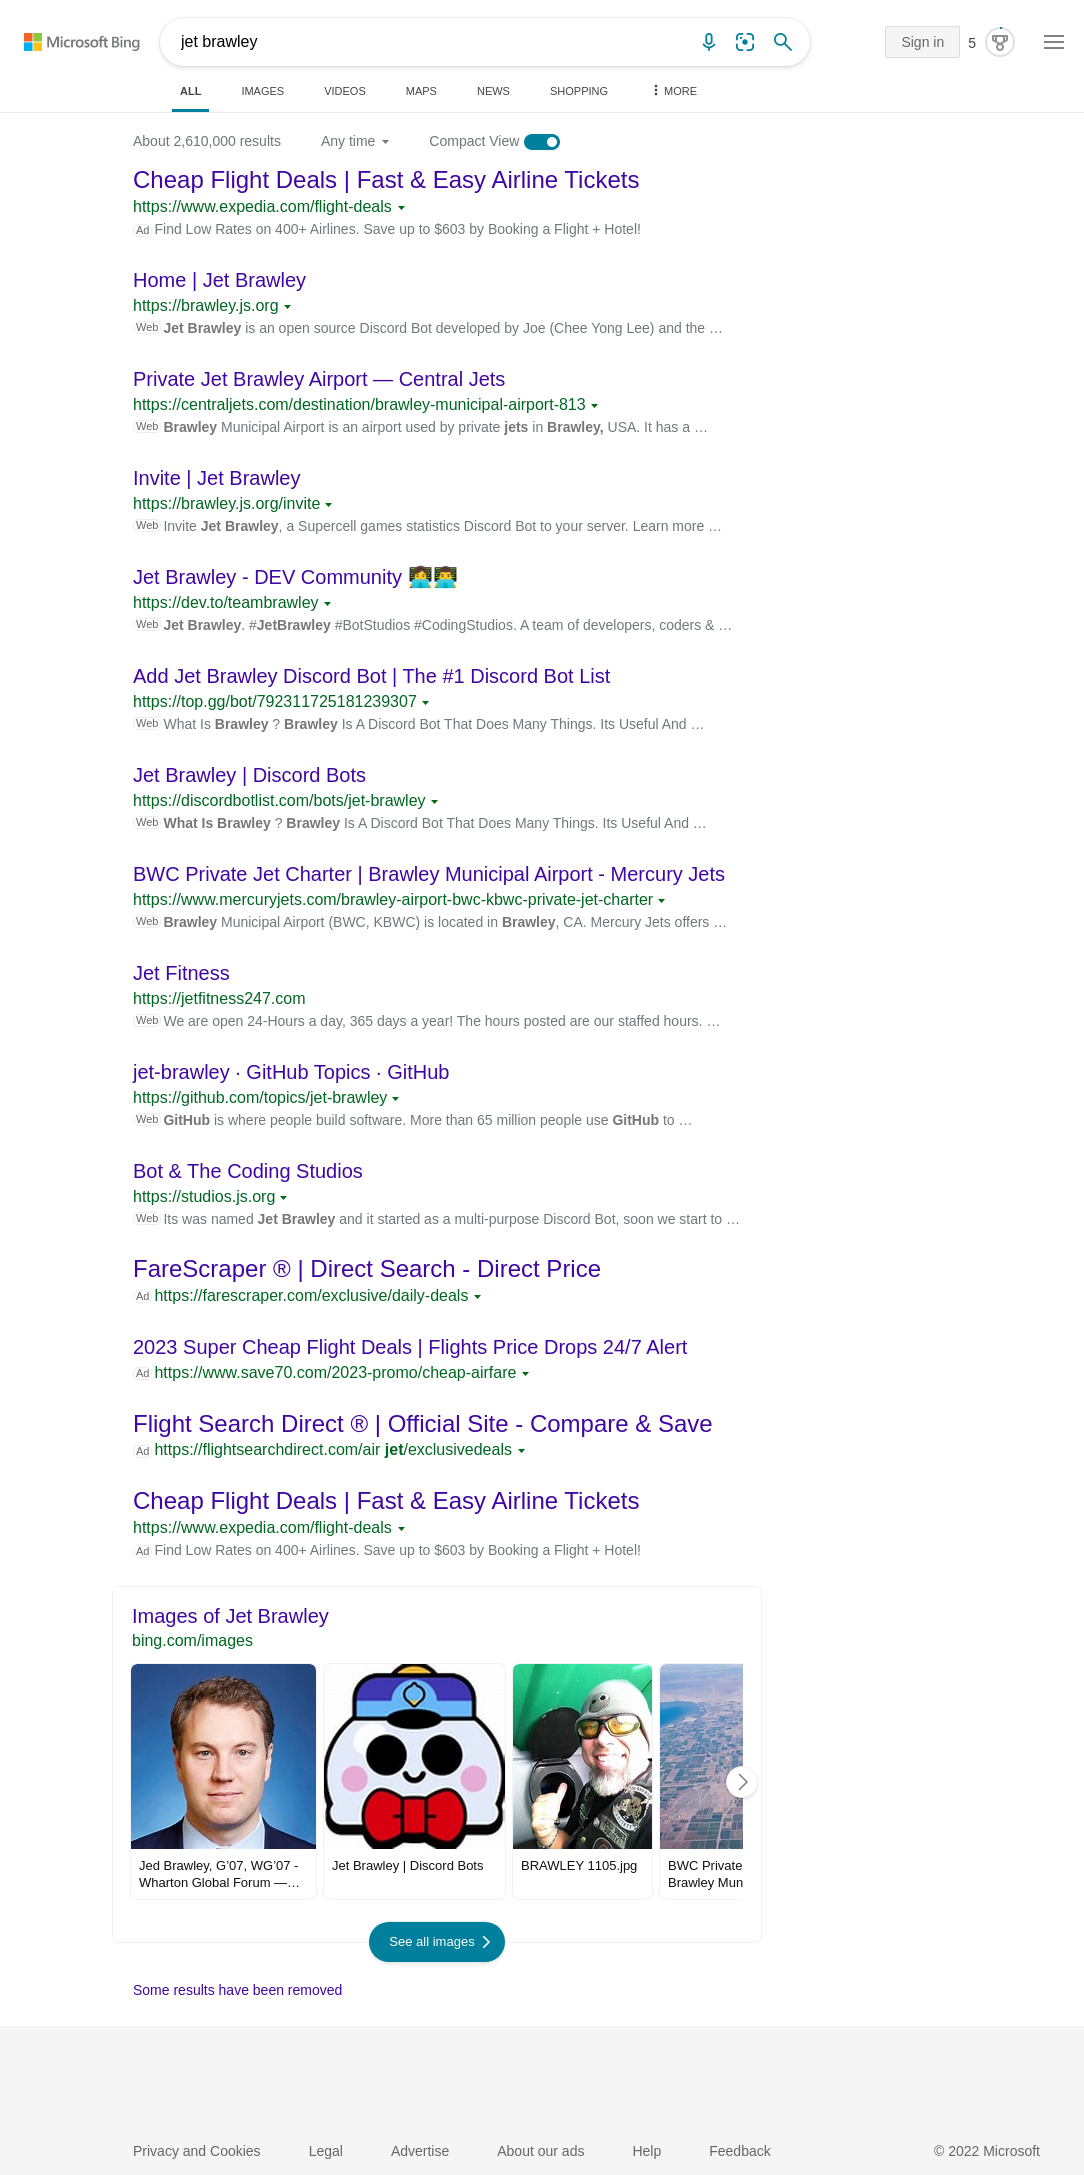 Microsoft Bing
jet brawley
Sign in
5
ALL IMAGES VIDEOS MAPS NEWS SHOPPING MORE
About 2,610,000 results Any time Compact View
Cheap Flight Deals | Fast & Easy Airline Tickets
https://www.expedia.com/flight-deals
Ad Find Low Rates on 400+ Airlines. Save up to $603 by Booking a Flight + Hotel!
Home | Jet Brawley
https://brawley.js.org
Web Jet Brawley is an open source Discord Bot developed by Joe (Chee Yong Lee) and the …
Private Jet Brawley Airport — Central Jets
https://centraljets.com/destination/brawley-municipal-airport-813
Web Brawley Municipal Airport is an airport used by private jets in Brawley, USA. It has a …
Invite | Jet Brawley
https://brawley.js.org/invite
Web Invite Jet Brawley, a Supercell games statistics Discord Bot to your server. Learn more …
Jet Brawley - DEV Community 👩‍💻👨‍💻
https://dev.to/teambrawley
Web Jet Brawley. #JetBrawley #BotStudios #CodingStudios. A team of developers, coders & …
Add Jet Brawley Discord Bot | The #1 Discord Bot List
https://top.gg/bot/792311725181239307
Web What Is Brawley ? Brawley Is A Discord Bot That Does Many Things. Its Useful And …
Jet Brawley | Discord Bots
https://discordbotlist.com/bots/jet-brawley
Web What Is Brawley ? Brawley Is A Discord Bot That Does Many Things. Its Useful And …
BWC Private Jet Charter | Brawley Municipal Airport - Mercury Jets
https://www.mercuryjets.com/brawley-airport-bwc-kbwc-private-jet-charter
Web Brawley Municipal Airport (BWC, KBWC) is located in Brawley, CA. Mercury Jets offers …
Jet Fitness
https://jetfitness247.com
Web We are open 24-Hours a day, 365 days a year! The hours posted are our staffed hours. …
jet-brawley · GitHub Topics · GitHub
https://github.com/topics/jet-brawley
Web GitHub is where people build software. More than 65 million people use GitHub to …
Bot & The Coding Studios
https://studios.js.org
Web Its was named Jet Brawley and it started as a multi-purpose Discord Bot, soon we start to …
FareScraper ® | Direct Search - Direct Price
Ad https://farescraper.com/exclusive/daily-deals
2023 Super Cheap Flight Deals | Flights Price Drops 24/7 Alert
Ad https://www.save70.com/2023-promo/cheap-airfare
Flight Search Direct ® | Official Site - Compare & Save
Ad https://flightsearchdirect.com/air jet/exclusivedeals
Cheap Flight Deals | Fast & Easy Airline Tickets
https://www.expedia.com/flight-deals
Ad Find Low Rates on 400+ Airlines. Save up to $603 by Booking a Flight + Hotel!
Images of Jet Brawley
bing.com/images
Jed Brawley, G’07, WG’07 -
Wharton Global Forum —…
Jet Brawley | Discord Bots
BRAWLEY 1105.jpg
BWC Private
Brawley Mun
See all images
Some results have been removed
Privacy and Cookies Legal Advertise About our ads Help Feedback © 2022 Microsoft